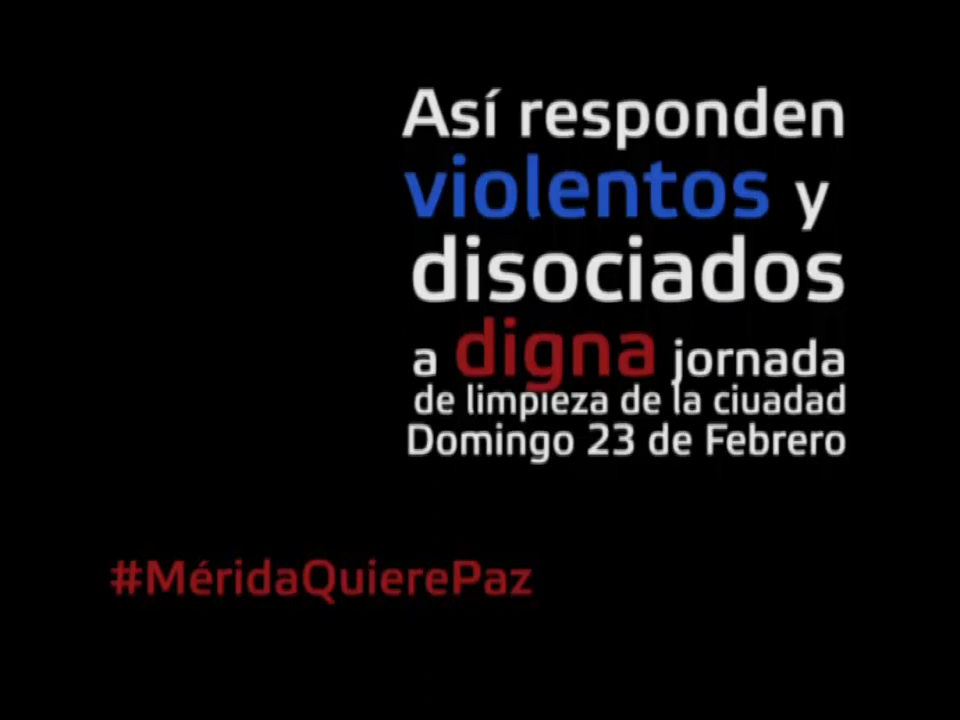 Así responden
violentos y
disociados
a digna jornada
de limpieza de la ciuadad
Domingo 23 de Febrero
#MéridaQuierePaz